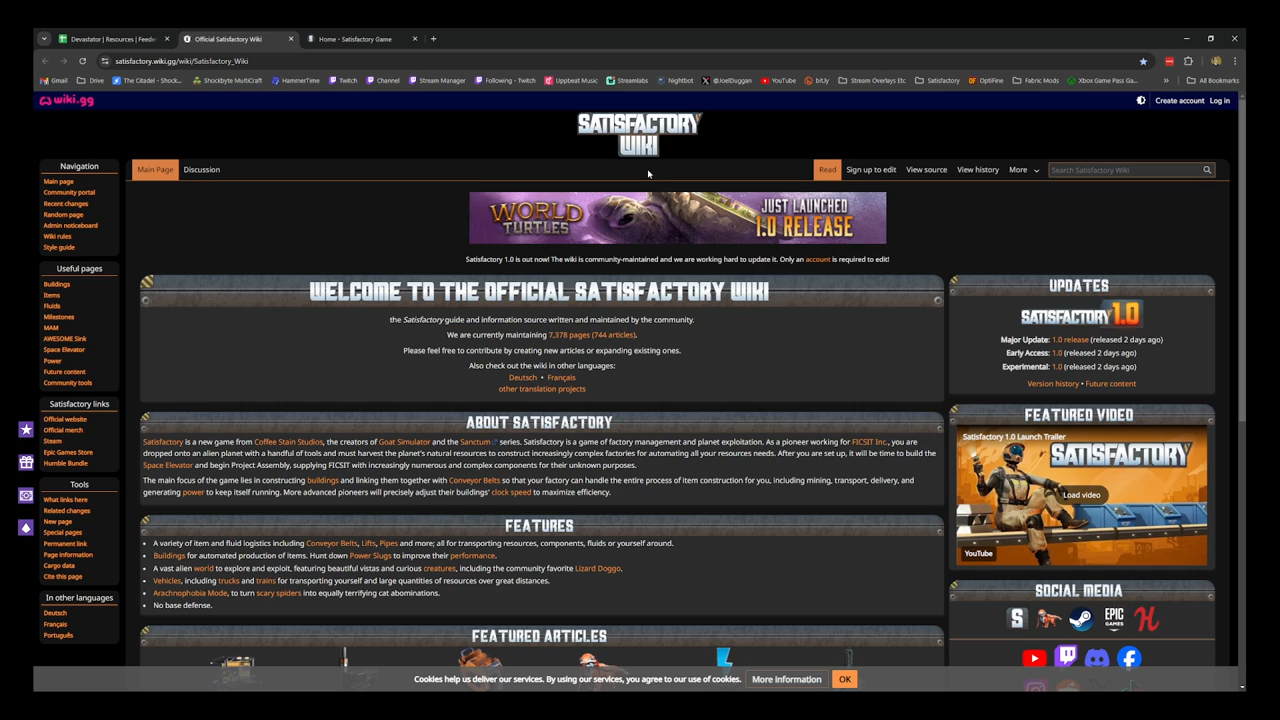 Devastator | Resources | Feede
Official Satisfactory Wiki
Home - Satisfactory Game
satisfactory.wiki.gg/wiki/Satisfactory_Wiki
Gmail
Drive
The Citadel - Shock...
Shockbyte MultiCraft
HammerTime
Twitch
Channel
Stream Manager
Following - Twitch
Uppbeat Music
Streamlabs
Nightbot
@JoelDuggan
YouTube
bit.ly
Stream Overlays Etc
Satisfactory
OptiFine
Fabric Mods
Xbox Game Pass Ga...
All Bookmarks
wiki.gg
Create account Log in
SATISFACTORY
WIKI
Main Page Discussion
Read Sign up to edit View source View history More
Search Satisfactory Wiki
Navigation
Main page
Community portal
Recent changes
Random page
Admin noticeboard
Wiki rules
Style guide
Useful pages
Buildings
Items
Fluids
Milestones
MAM
AWESOME Sink
Space Elevator
Power
Future content
Community tools
Satisfactory links
Official website
Official merch
Steam
Epic Games Store
Humble Bundle
Tools
What links here
Related changes
New page
Special pages
Permanent link
Page information
Cargo data
Cite this page
In other languages
Deutsch
Français
Português
WORLD
TURTLES
JUST LAUNCHED
1.0 RELEASE
Satisfactory 1.0 is out now! The wiki is community-maintained and we are working hard to update it. Only an account is required to edit!
WELCOME TO THE OFFICIAL SATISFACTORY WIKI
the Satisfactory guide and information source written and maintained by the community.
We are currently maintaining 7,378 pages (744 articles).
Please feel free to contribute by creating new articles or expanding existing ones.
Also check out the wiki in other languages:
Deutsch • Français
other translation projects
ABOUT SATISFACTORY
Satisfactory is a new game from Coffee Stain Studios, the creators of Goat Simulator and the Sanctum series. Satisfactory is a game of factory management and planet exploitation. As a pioneer working for FICSIT Inc., you are
dropped onto an alien planet with a handful of tools and must harvest the planet's natural resources to construct increasingly complex factories for automating all your resources needs. After you are set up, it will be time to build the
Space Elevator and begin Project Assembly, supplying FICSIT with increasingly numerous and complex components for their unknown purposes.
The main focus of the game lies in constructing buildings and linking them together with Conveyor Belts so that your factory can handle the entire process of item construction for you, including mining, transport, delivery, and
generating power to keep itself running. More advanced pioneers will precisely adjust their buildings' clock speed to maximize efficiency.
FEATURES
• A variety of item and fluid logistics including Conveyor Belts, Lifts, Pipes and more; all for transporting resources, components, fluids or yourself around.
• Buildings for automated production of items. Hunt down Power Slugs to improve their performance.
• A vast alien world to explore and exploit, featuring beautiful vistas and curious creatures, including the community favorite Lizard Doggo.
• Vehicles, including trucks and trains for transporting yourself and large quantities of resources over great distances.
• Arachnophobia Mode, to turn scary spiders into equally terrifying cat abominations.
• No base defense.
FEATURED ARTICLES
UPDATES
SATISFACTORY 1.0
Major Update: 1.0 release (released 2 days ago)
Early Access: 1.0 (released 2 days ago)
Experimental: 1.0 (released 2 days ago)
Version history • Future content
FEATURED VIDEO
Satisfactory 1.0 Launch Trailer
SATISFACTORY
Load video
YouTube
SOCIAL MEDIA
EPIC
GAMES
Cookies help us deliver our services. By using our services, you agree to our use of cookies. More information OK